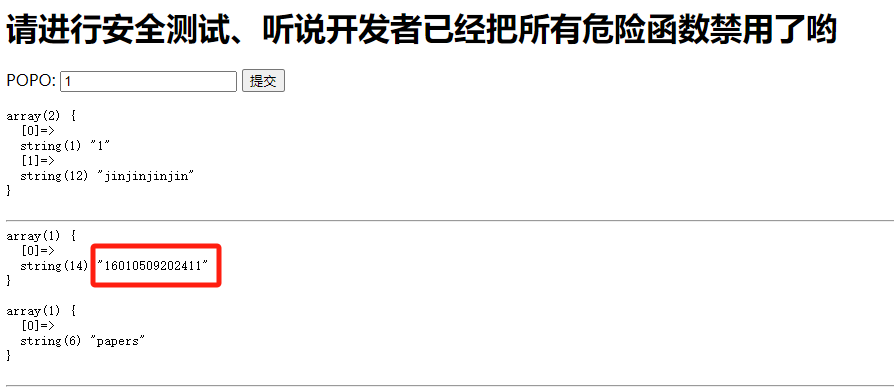 请进行安全测试、听说开发者已经把所有危险函数禁用了哟
POPO: 1 提交
array(2) {
[0]=>
string(1) "1"
[1]=>
string(12) "jinjinjinjin"
}
array(1) {
[0]=>
string(14) "16010509202411"
}
array(1) {
[0]=>
string(6) "papers"
}